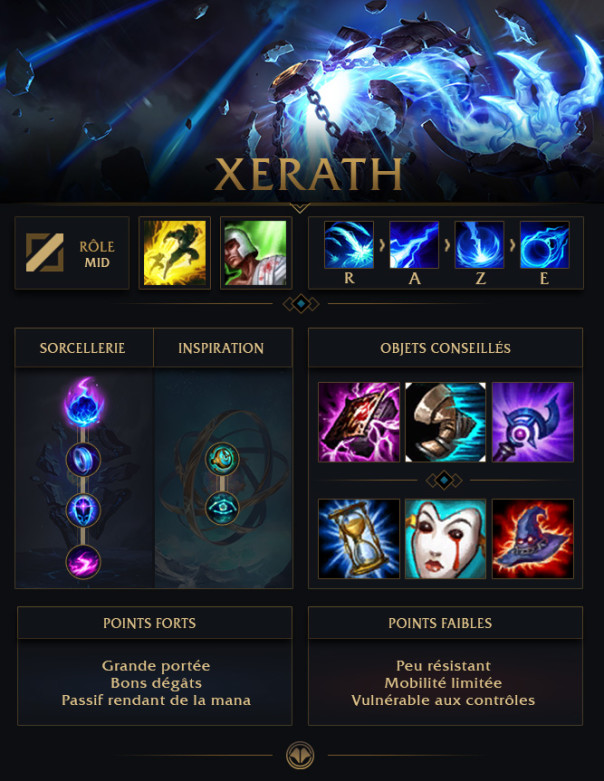 XERATH
RÔLE
MID
R
A
Z
E
SORCELLERIE
INSPIRATION
OBJETS CONSEILLÉS
POINTS FORTS
Grande portée
Bons dégâts
Passif rendant de la mana
POINTS FAIBLES
Peu résistant
Mobilité limitée
Vulnérable aux contrôles